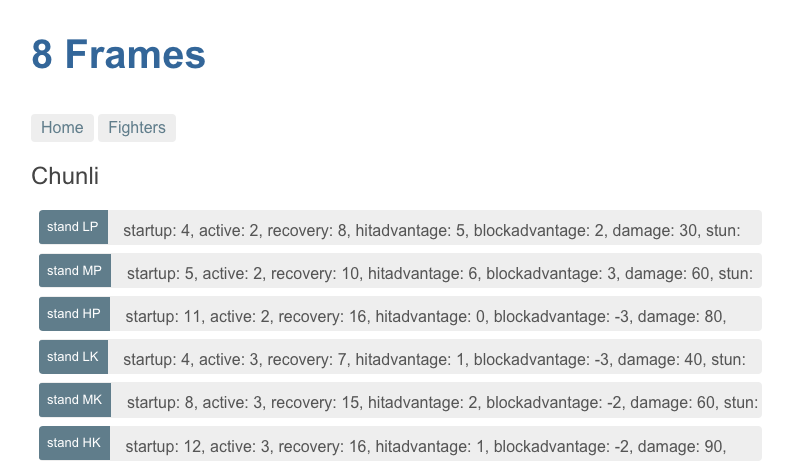 8 Frames
Home Fighters
Chunli
stand LP startup: 4, active: 2, recovery: 8, hitadvantage: 5, blockadvantage: 2, damage: 30, stun:
stand MP startup: 5, active: 2, recovery: 10, hitadvantage: 6, blockadvantage: 3, damage: 60, stun:
stand HP startup: 11, active: 2, recovery: 16, hitadvantage: 0, blockadvantage: -3, damage: 80,
stand LK startup: 4, active: 3, recovery: 7, hitadvantage: 1, blockadvantage: -3, damage: 40, stun:
stand MK startup: 8, active: 3, recovery: 15, hitadvantage: 2, blockadvantage: -2, damage: 60, stun:
stand HK startup: 12, active: 3, recovery: 16, hitadvantage: 1, blockadvantage: -2, damage: 90,